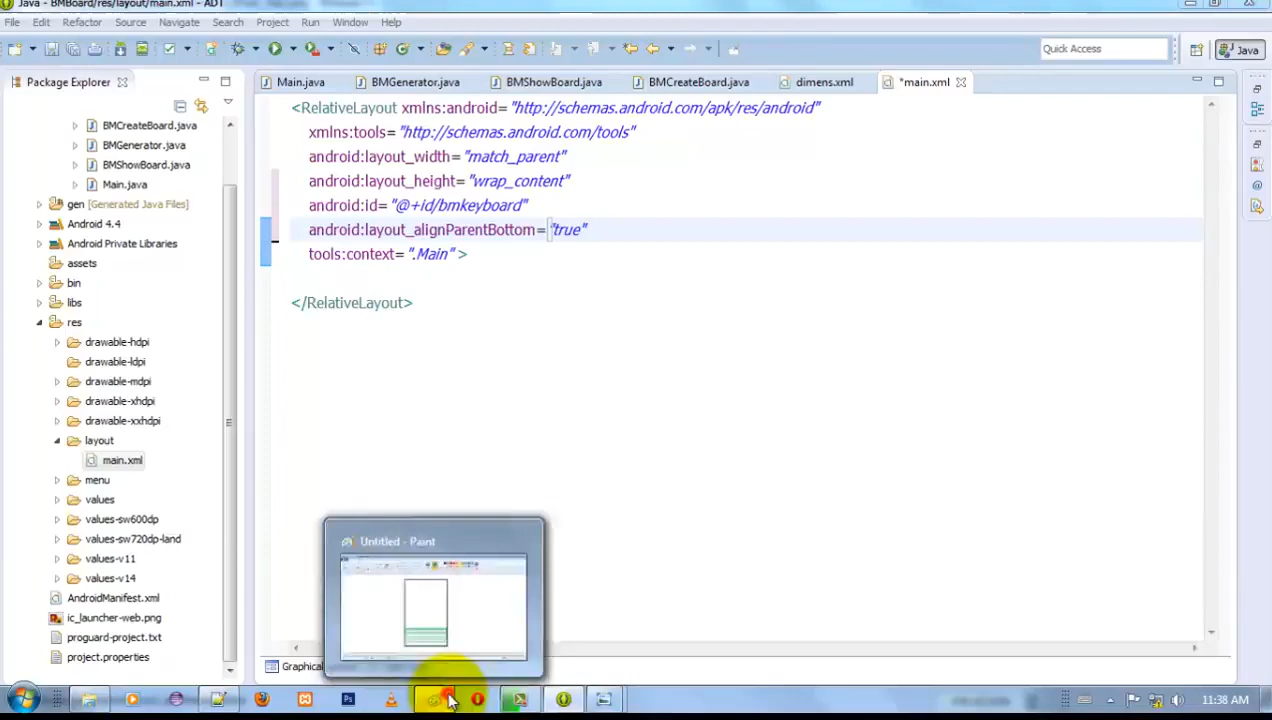 Java - BMBoard/res/layout/main.xml - ADT
File Edit Refactor Source Navigate Search Project Run Window Help
Quick Access
Java
Package Explorer
Main.java BMGenerator.java BMShowBoard.java BMCreateBoard.java dimens.xml *main.xml
BMCreateBoard.java
BMGenerator.java
BMShowBoard.java
Main.java
gen [Generated Java Files]
Android 4.4
Android Private Libraries
assets
bin
libs
res
drawable-hdpi
drawable-ldpi
drawable-mdpi
drawable-xhdpi
drawable-xxhdpi
layout
main.xml
menu
values
values-sw600dp
values-sw720dp-land
values-v11
values-v14
AndroidManifest.xml
ic_launcher-web.png
proguard-project.txt
project.properties
<RelativeLayout xmlns:android="http://schemas.android.com/apk/res/android"
xmlns:tools="http://schemas.android.com/tools"
android:layout_width="match_parent"
android:layout_height="wrap_content"
android:id="@+id/bmkeyboard"
android:layout_alignParentBottom="true"
tools:context=".Main" >
</RelativeLayout>
Untitled - Paint
Graphical
Ps
11:38 AM